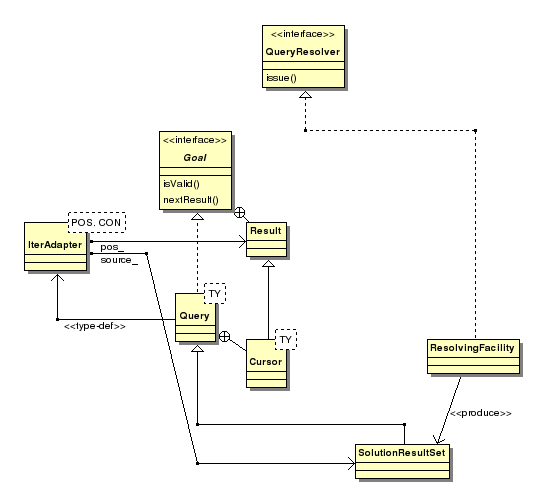 <<interface>>
QueryResolver
issue()
<<interface>>
Goal
isValid()
nextResult()
POS, CON
IterAdapter
Result
pos_
source_
TY
Query
<<type-def>>
TY
Cursor
ResolvingFacility
<<produce>>
SolutionResultSet